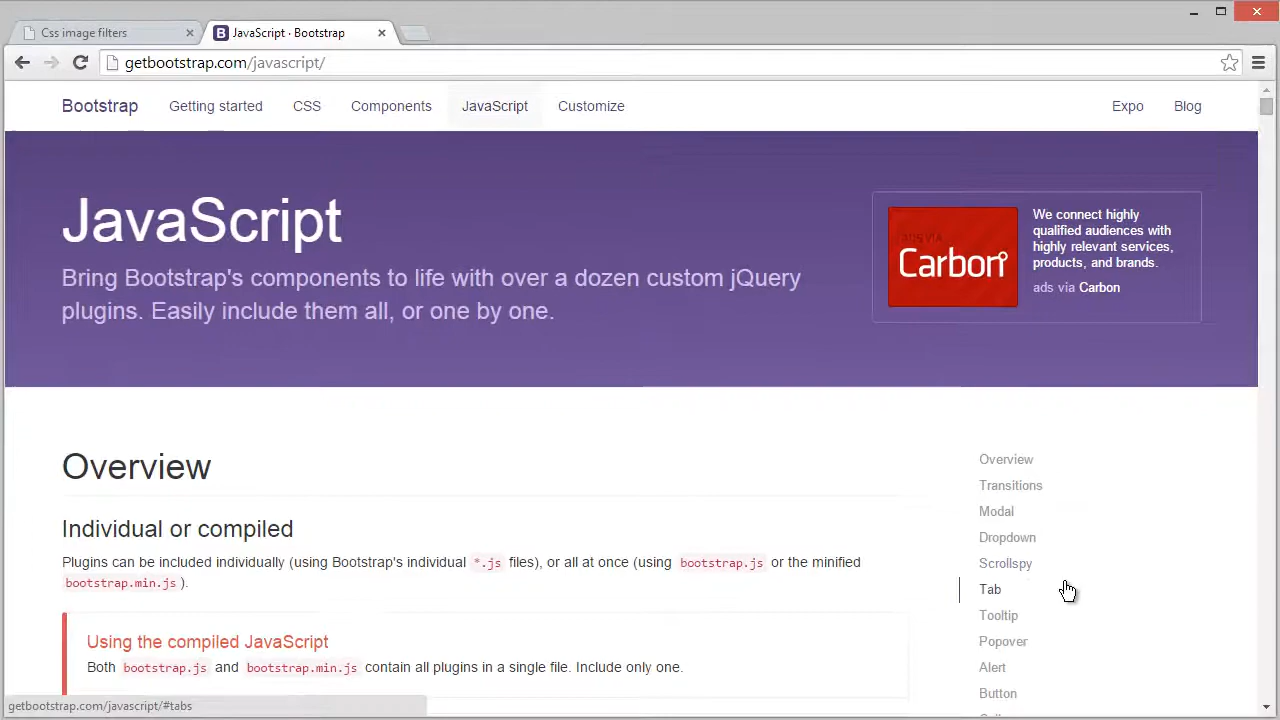 Css image filters
JavaScript · Bootstrap
getbootstrap.com/javascript/
Bootstrap Getting started CSS Components JavaScript Customize Expo Blog
JavaScript
Bring Bootstrap's components to life with over a dozen custom jQuery
plugins. Easily include them all, or one by one.
ADS VIA
Carbon
We connect highly
qualified audiences with
highly relevant services,
products, and brands.
ads via Carbon
Overview
Individual or compiled
Plugins can be included individually (using Bootstrap's individual *.js files), or all at once (using bootstrap.js or the minified
bootstrap.min.js).
Using the compiled JavaScript
Both bootstrap.js and bootstrap.min.js contain all plugins in a single file. Include only one.
Overview
Transitions
Modal
Dropdown
Scrollspy
Tab
Tooltip
Popover
Alert
Button
getbootstrap.com/javascript/#tabs